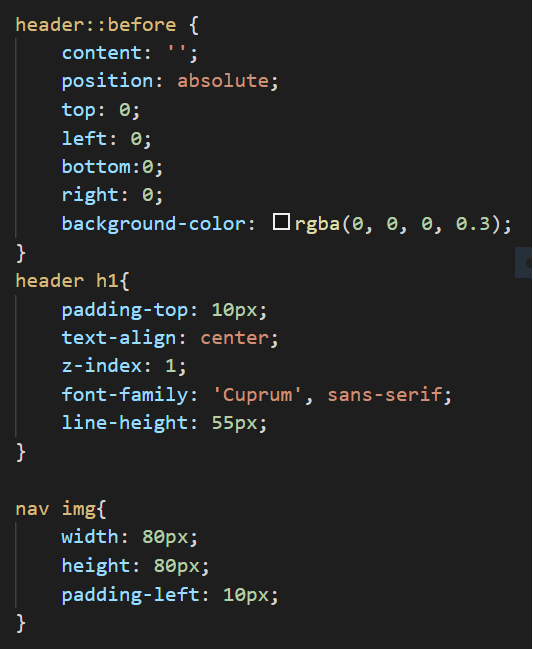 header::before {
content: '';
position: absolute;
top: 0;
left: 0;
bottom:0;
right: 0;
background-color: rgba(0, 0, 0, 0.3);
}
header h1{
padding-top: 10px;
text-align: center;
z-index: 1;
font-family: 'Cuprum', sans-serif;
line-height: 55px;
}
nav img{
width: 80px;
height: 80px;
padding-left: 10px;
}